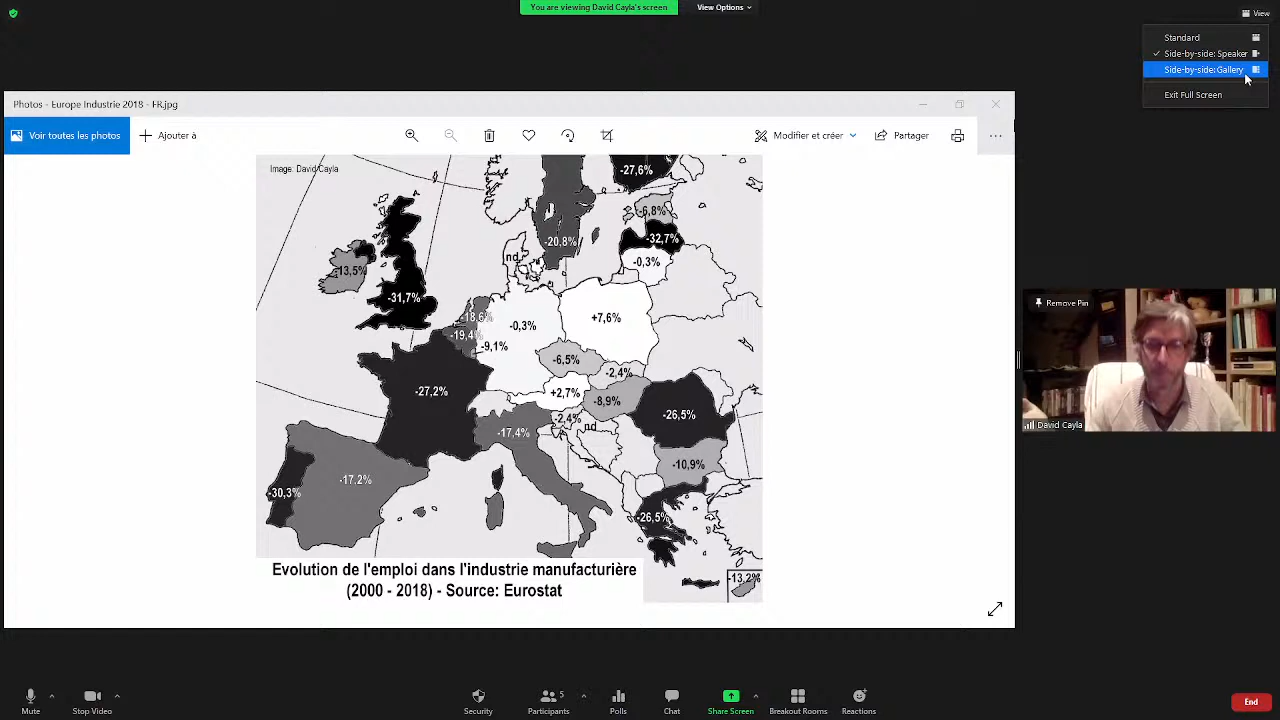 You are viewing David Cayla's screen
View Options
View
Standard
Side-by-side: Speaker
Side-by-side: Gallery
Exit Full Screen
Photos - Europe Industrie 2018 - FR.jpg
Voir toutes les photos
Ajouter à
Modifier et créer
Partager
Image: David Cayla
-27,6%
-6,8%
-20,8%
-32,7%
nd
-0,3%
-13,5%
-31,7%
-18,6%
-0,3%
+7,6%
-19,4%
-9,1%
-6,5%
-2,4%
-27,2%
+2,7%
-8,9%
-26,5%
-2,4%
nd
-17,4%
-10,9%
-17,2%
-30,3%
-26,5%
-13,2%
Evolution de l'emploi dans l'industrie manufacturière
(2000 - 2018) - Source: Eurostat
Remove Pin
David Cayla
Mute
Stop Video
Security
Participants
5
Polls
Chat
Share Screen
Breakout Rooms
Reactions
End